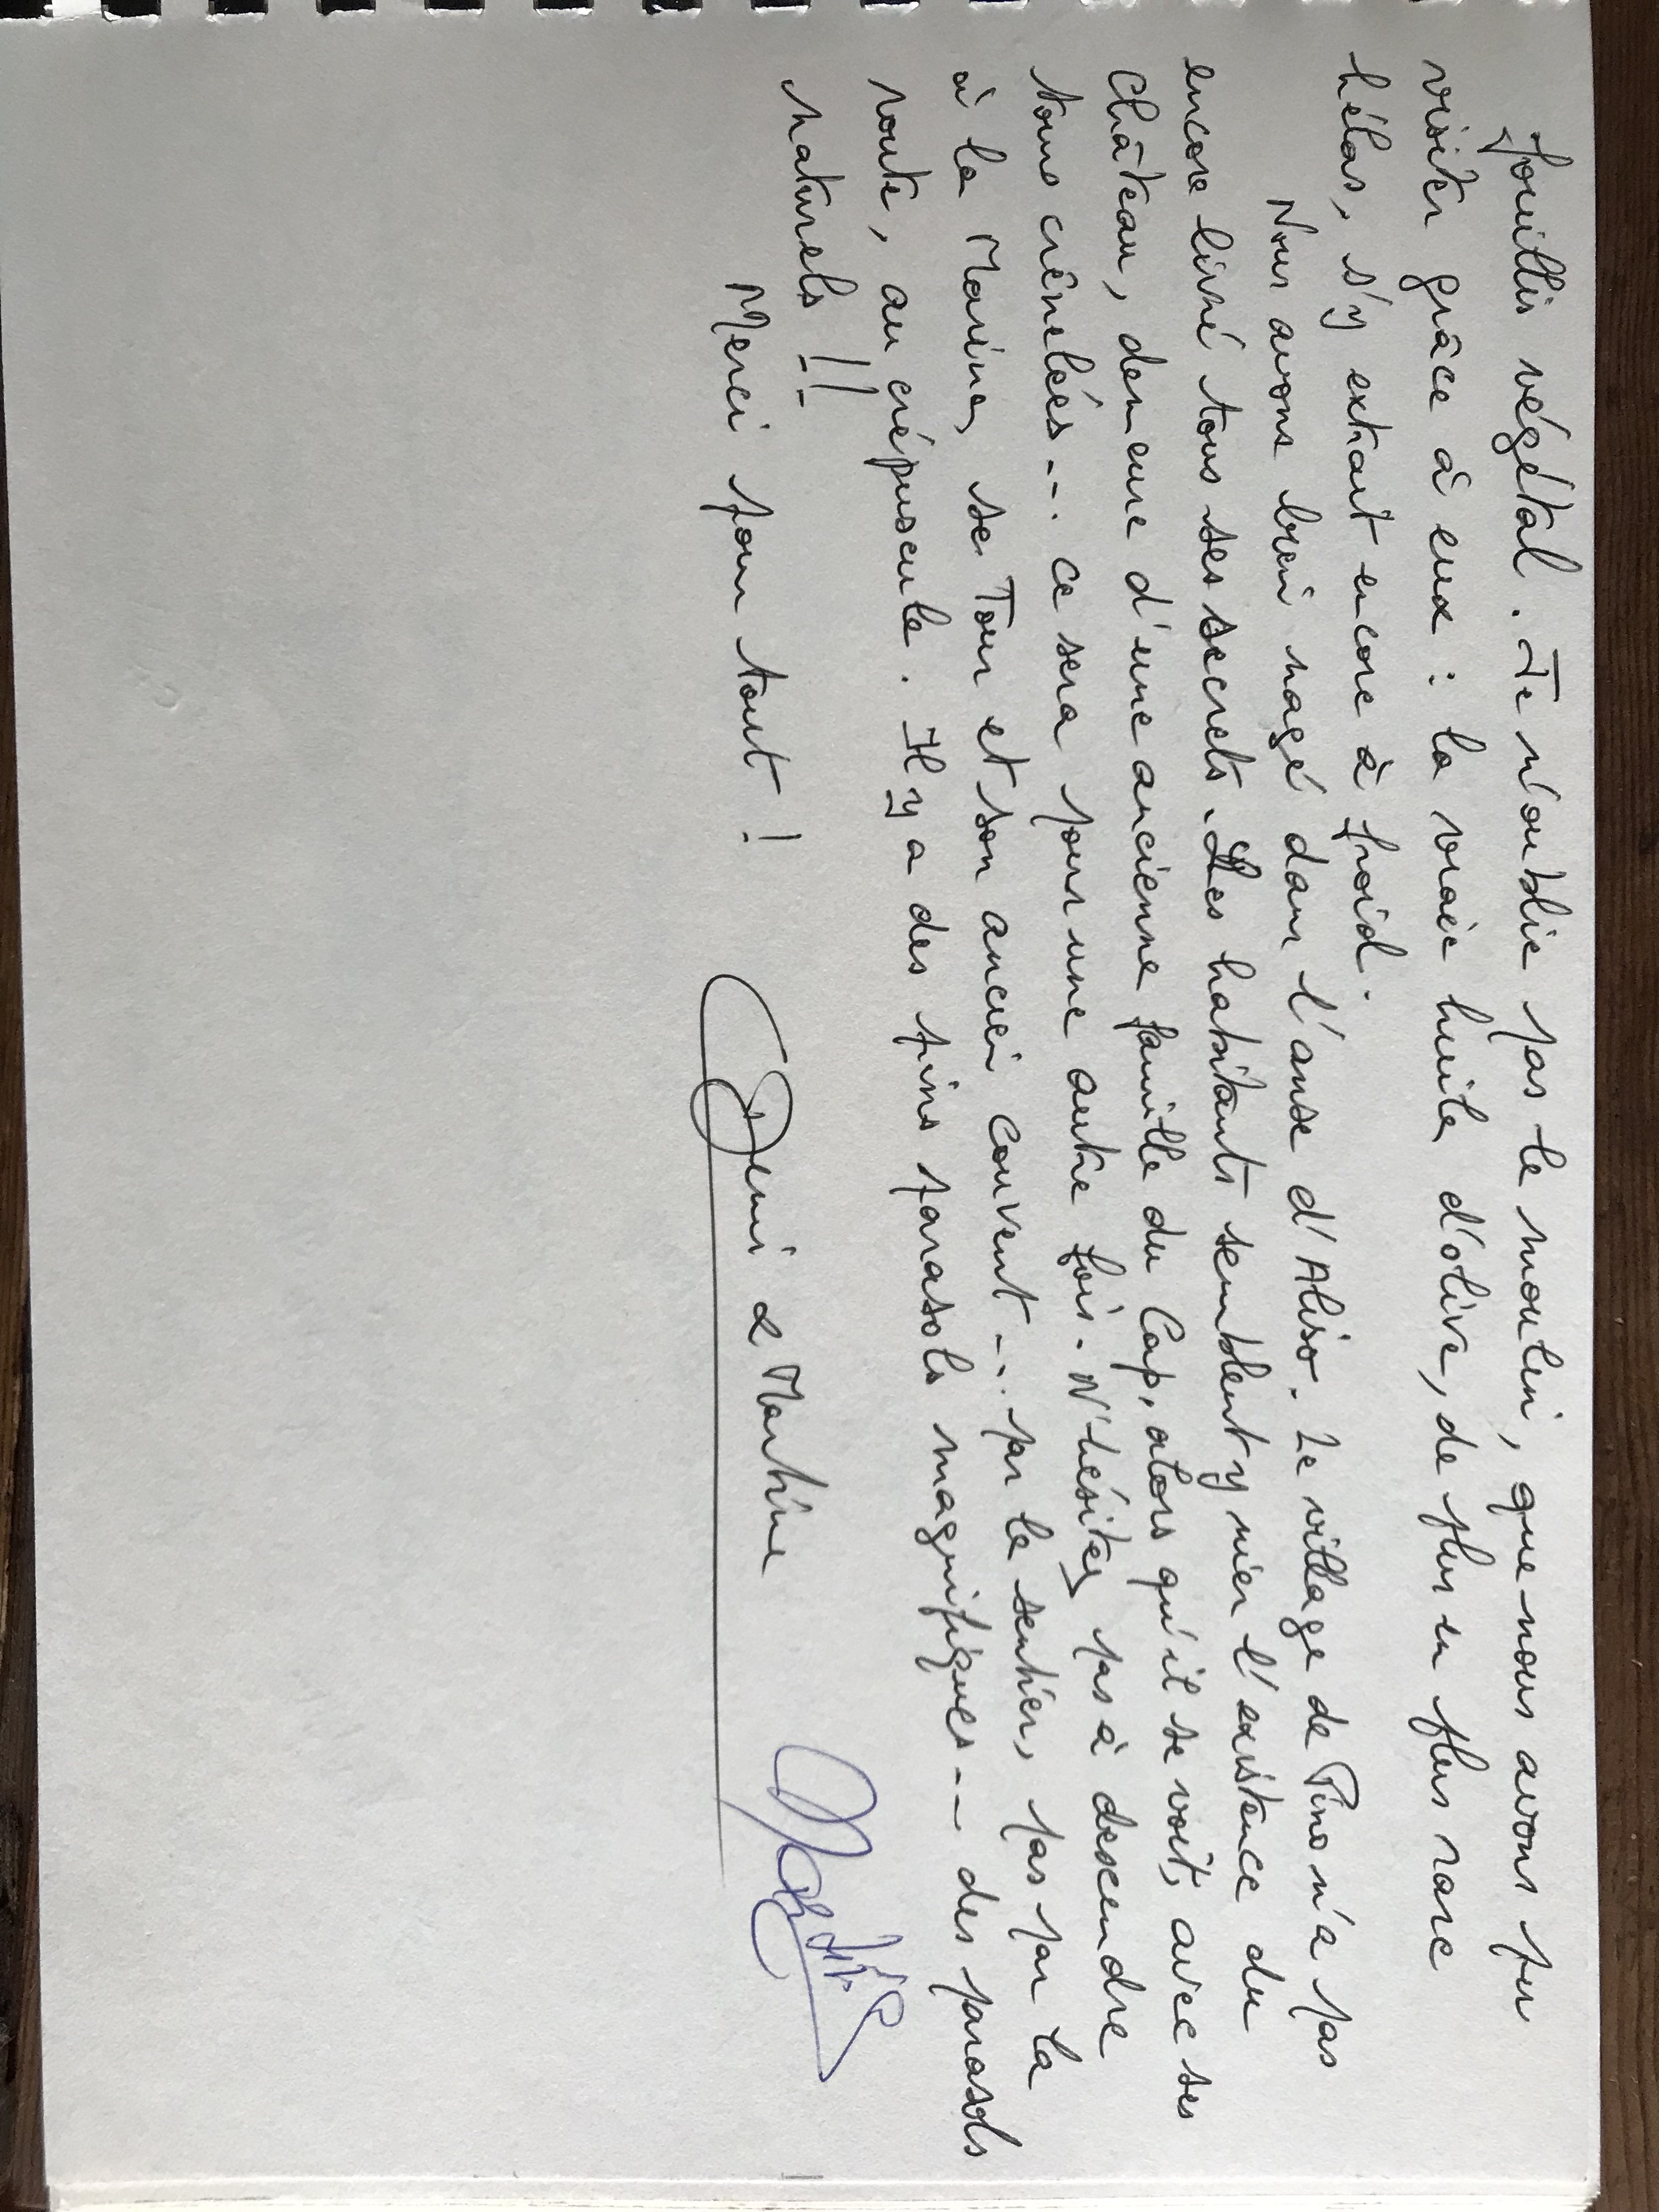 fouillis végétal. Je n'oublie pas le moulin, que nous avons pu
visiter grâce à eux : la vraie huile d'olive, de plus en plus rare
hélas, s'y extrait encore à froid.
Nous avons bien nagé dans l'anse d'Aliso. Le village de Pino n'a pas
encore livré tous ses secrets. Les habitants semblent y nier l'existence du
Château, demeure d'une ancienne famille du Cap, alors qu'il se voit, avec ses
tours crénelées... ce sera pour une autre fois. N'hésitez pas à descendre
à la Marine, sa Tour et son ancien couvent... par le sentier, pas par la
route, au crépuscule. Il y a des pins parasols magnifiques... des parasols
naturels !!
Merci pour tout ! Denis & Martine Martine